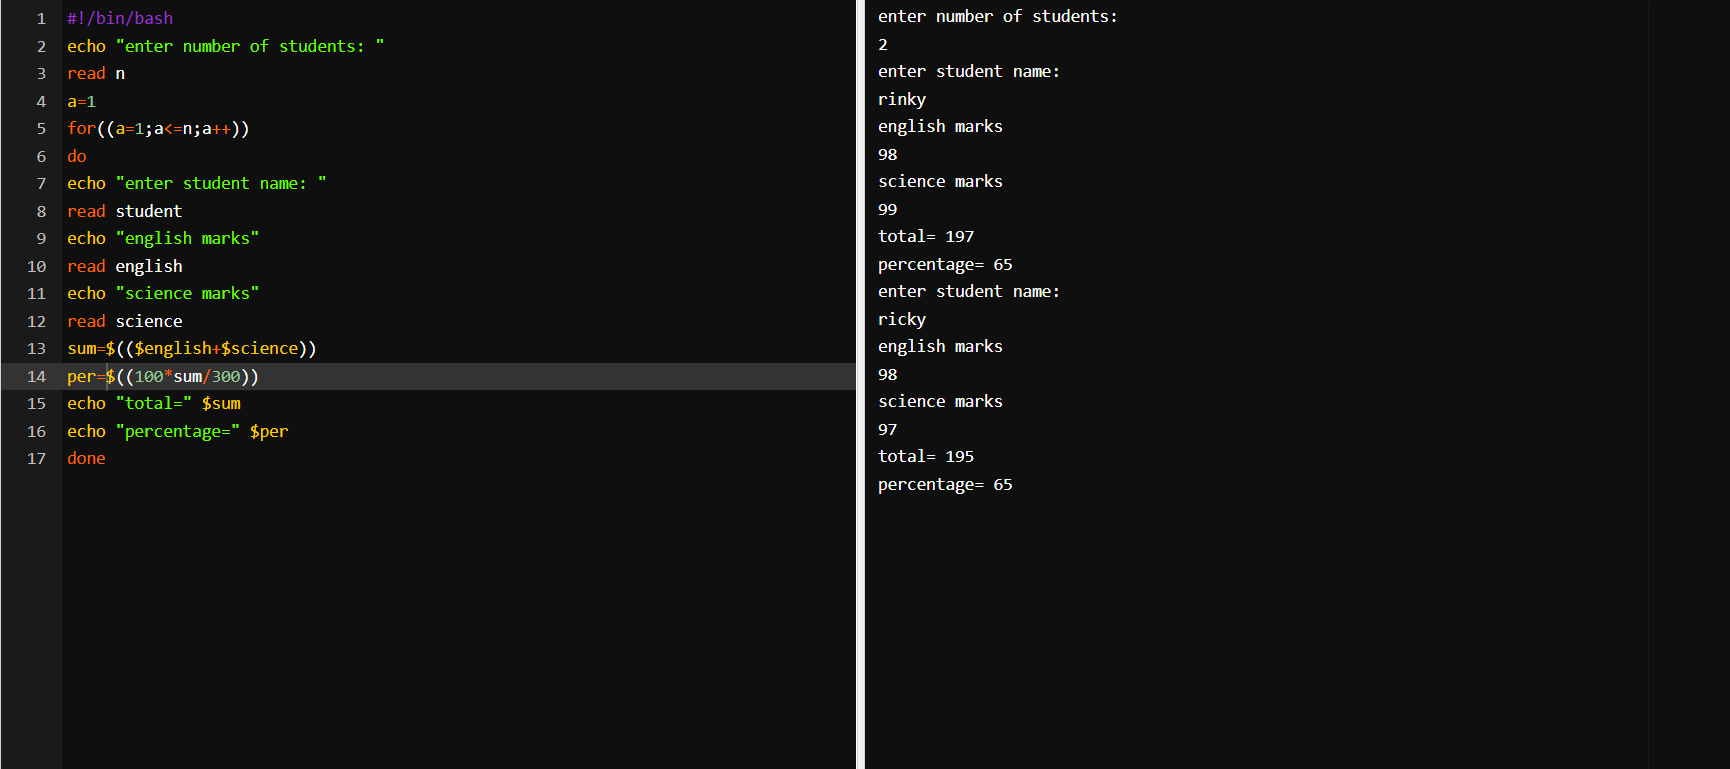 1 #!/bin/bash
2 echo "enter number of students: "
3 read n
4 a=1
5 for((a=1;a<=n;a++))
6 do
7 echo "enter student name: "
8 read student
9 echo "english marks"
10 read english
11 echo "science marks"
12 read science
13 sum=$(($english+$science))
14 per=$((100*sum/300))
15 echo "total=" $sum
16 echo "percentage=" $per
17 done
enter number of students:
2
enter student name:
rinky
english marks
98
science marks
99
total= 197
percentage= 65
enter student name:
ricky
english marks
98
science marks
97
total= 195
percentage= 65